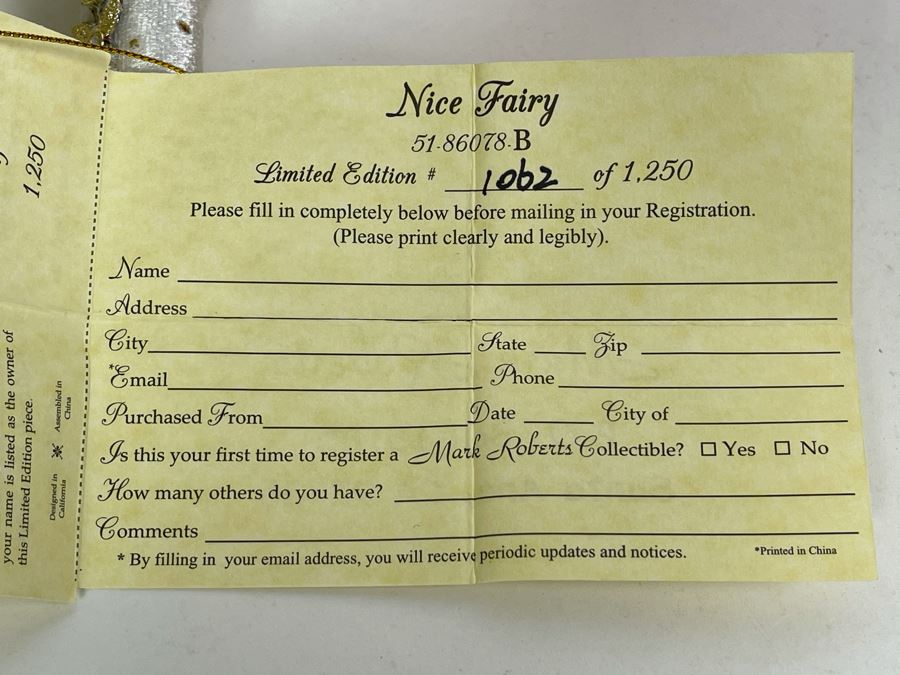 Nice Fairy
51-86078-B
Limited Edition # 1062 of 1,250
Please fill in completely below before mailing in your Registration.
(Please print clearly and legibly).
Name
Address
City State Zip
*Email Phone
Purchased From Date City of
Is this your first time to register a Mark Roberts Collectible? ☐ Yes ☐ No
How many others do you have?
Comments
* By filling in your email address, you will receive periodic updates and notices. *Printed in China
1,250
your name is listed as the owner of
this Limited Edition piece.
Designed in
California
Assembled in
China